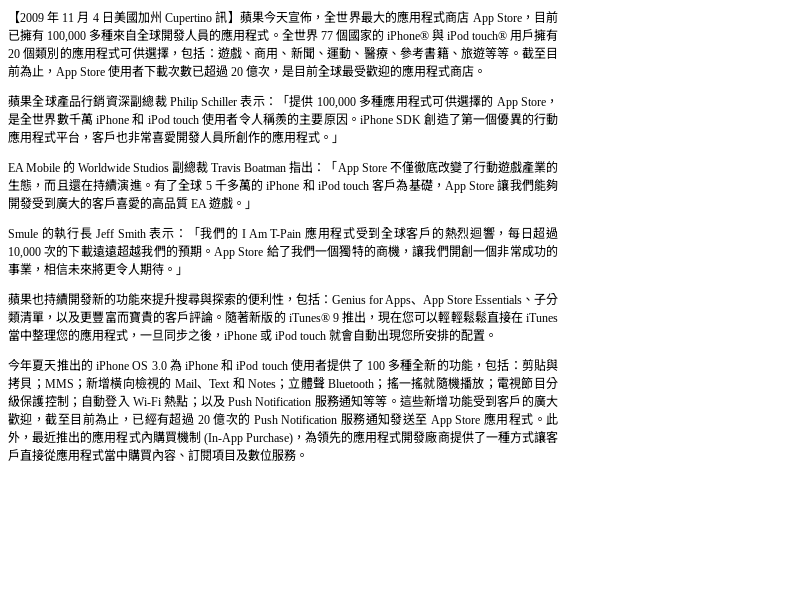 【2009 年 11 月 4 日美國加州 Cupertino 訊】蘋果今天宣佈，全世界最大的應用程式商店 App Store，目前
已擁有 100,000 多種來自全球開發人員的應用程式。全世界 77 個國家的 iPhone® 與 iPod touch® 用戶擁有
20 個類別的應用程式可供選擇，包括：遊戲、商用、新聞、運動、醫療、參考書籍、旅遊等等。截至目
前為止，App Store 使用者下載次數已超過 20 億次，是目前全球最受歡迎的應用程式商店。
蘋果全球產品行銷資深副總裁 Philip Schiller 表示：「提供 100,000 多種應用程式可供選擇的 App Store，
是全世界數千萬 iPhone 和 iPod touch 使用者令人稱羨的主要原因。iPhone SDK 創造了第一個優異的行動
應用程式平台，客戶也非常喜愛開發人員所創作的應用程式。」
EA Mobile 的 Worldwide Studios 副總裁 Travis Boatman 指出：「App Store 不僅徹底改變了行動遊戲產業的
生態，而且還在持續演進。有了全球 5 千多萬的 iPhone 和 iPod touch 客戶為基礎，App Store 讓我們能夠
開發受到廣大的客戶喜愛的高品質 EA 遊戲。」
Smule 的執行長 Jeff Smith 表示：「我們的 I Am T-Pain 應用程式受到全球客戶的熱烈迴響，每日超過
10,000 次的下載遠遠超越我們的預期。App Store 給了我們一個獨特的商機，讓我們開創一個非常成功的
事業，相信未來將更令人期待。」
蘋果也持續開發新的功能來提升搜尋與探索的便利性，包括：Genius for Apps、App Store Essentials、子分
類清單，以及更豐富而寶貴的客戶評論。隨著新版的 iTunes® 9 推出，現在您可以輕輕鬆鬆直接在 iTunes
當中整理您的應用程式，一旦同步之後，iPhone 或 iPod touch 就會自動出現您所安排的配置。
今年夏天推出的 iPhone OS 3.0 為 iPhone 和 iPod touch 使用者提供了 100 多種全新的功能，包括：剪貼與
拷貝；MMS；新增橫向檢視的 Mail、Text 和 Notes；立體聲 Bluetooth；搖一搖就隨機播放；電視節目分
級保護控制；自動登入 Wi-Fi 熱點；以及 Push Notification 服務通知等等。這些新增功能受到客戶的廣大
歡迎，截至目前為止，已經有超過 20 億次的 Push Notification 服務通知發送至 App Store 應用程式。此
外，最近推出的應用程式內購買機制 (In-App Purchase)，為領先的應用程式開發廠商提供了一種方式讓客
戶直接從應用程式當中購買內容、訂閱項目及數位服務。